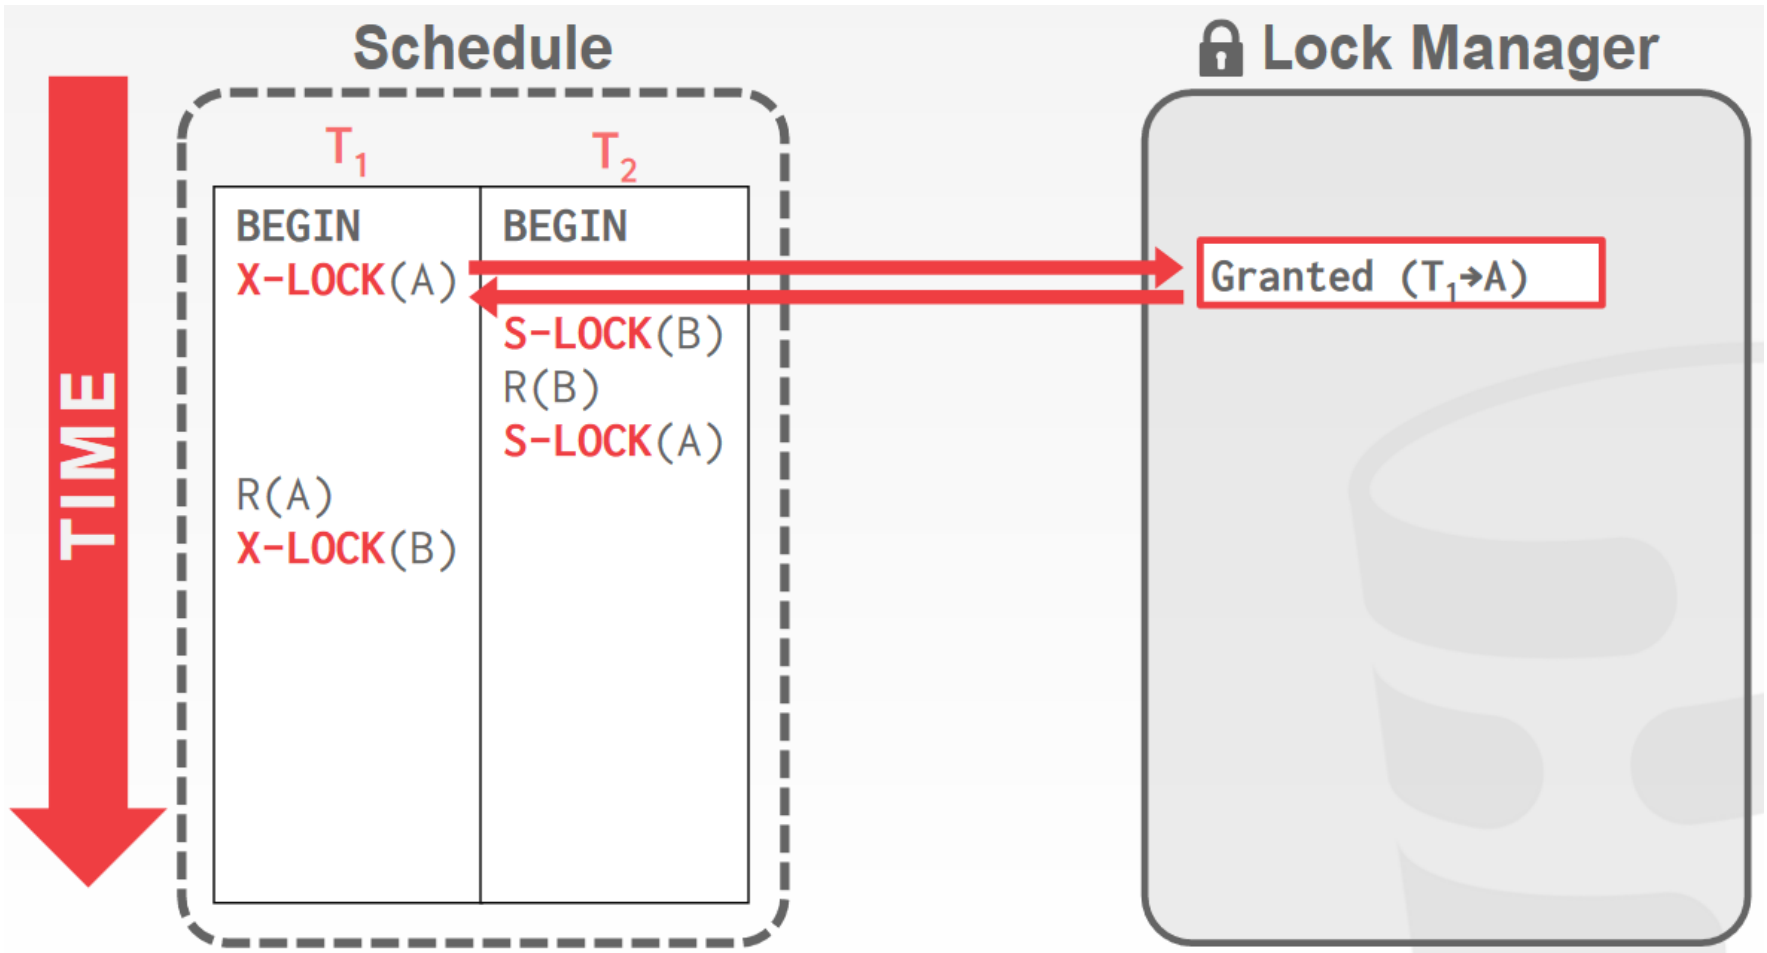 Schedule
Lock Manager
TIME
T1
T2
BEGIN
BEGIN
X-LOCK(A)
Granted (T1→A)
S-LOCK(B)
R(B)
S-LOCK(A)
R(A)
X-LOCK(B)